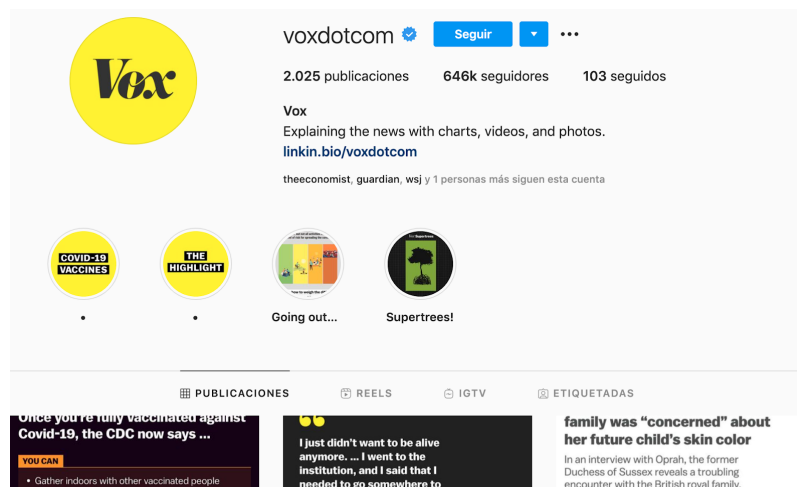 Vox
voxdotcom
Seguir
2.025 publicaciones 646k seguidores 103 seguidos
Vox
Explaining the news with charts, videos, and photos.
linkin.bio/voxdotcom
theeconomist, guardian, wsj y 1 personas más siguen esta cuenta
COVID-19
VACCINES
THE
HIGHLIGHT
Supertrees
Going out...
Supertrees!
PUBLICACIONES REELS IGTV ETIQUETADAS
Once you're fully vaccinated against
Covid-19, the CDC now says ...
YOU CAN
• Gather indoors with other vaccinated people
I just didn't want to be alive
anymore. ... I went to the
institution, and I said that I
needed to go somewhere to
family was “concerned” about
her future child's skin color
In an interview with Oprah, the former
Duchess of Sussex reveals a troubling
encounter with the British royal family.